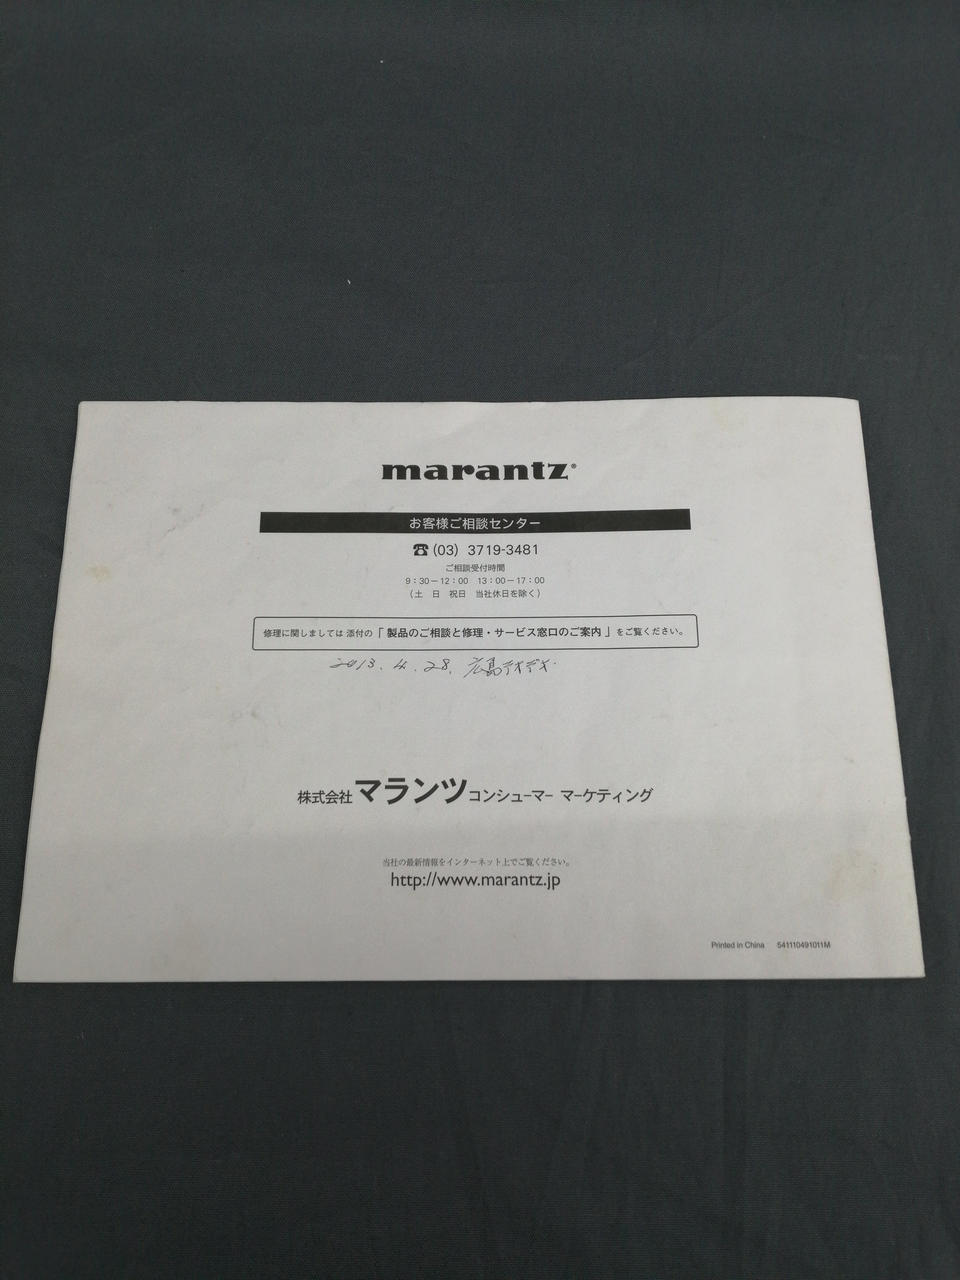 marantz®
お客様ご相談センター
☎(03) 3719-3481
ご相談受付時間
9：30－12：00　13：00－17：00
（土　日　祝日　当社休日を除く）
修理に関しましては 添付の「 製品のご相談と修理・サービス窓口のご案内 」をご覧ください。
2013. 4. 28. 広島
株式会社マランツコンシューマー マーケティング
当社の最新情報をインターネット上でご覧ください。
http://www.marantz.jp
Printed in China　541110491011M